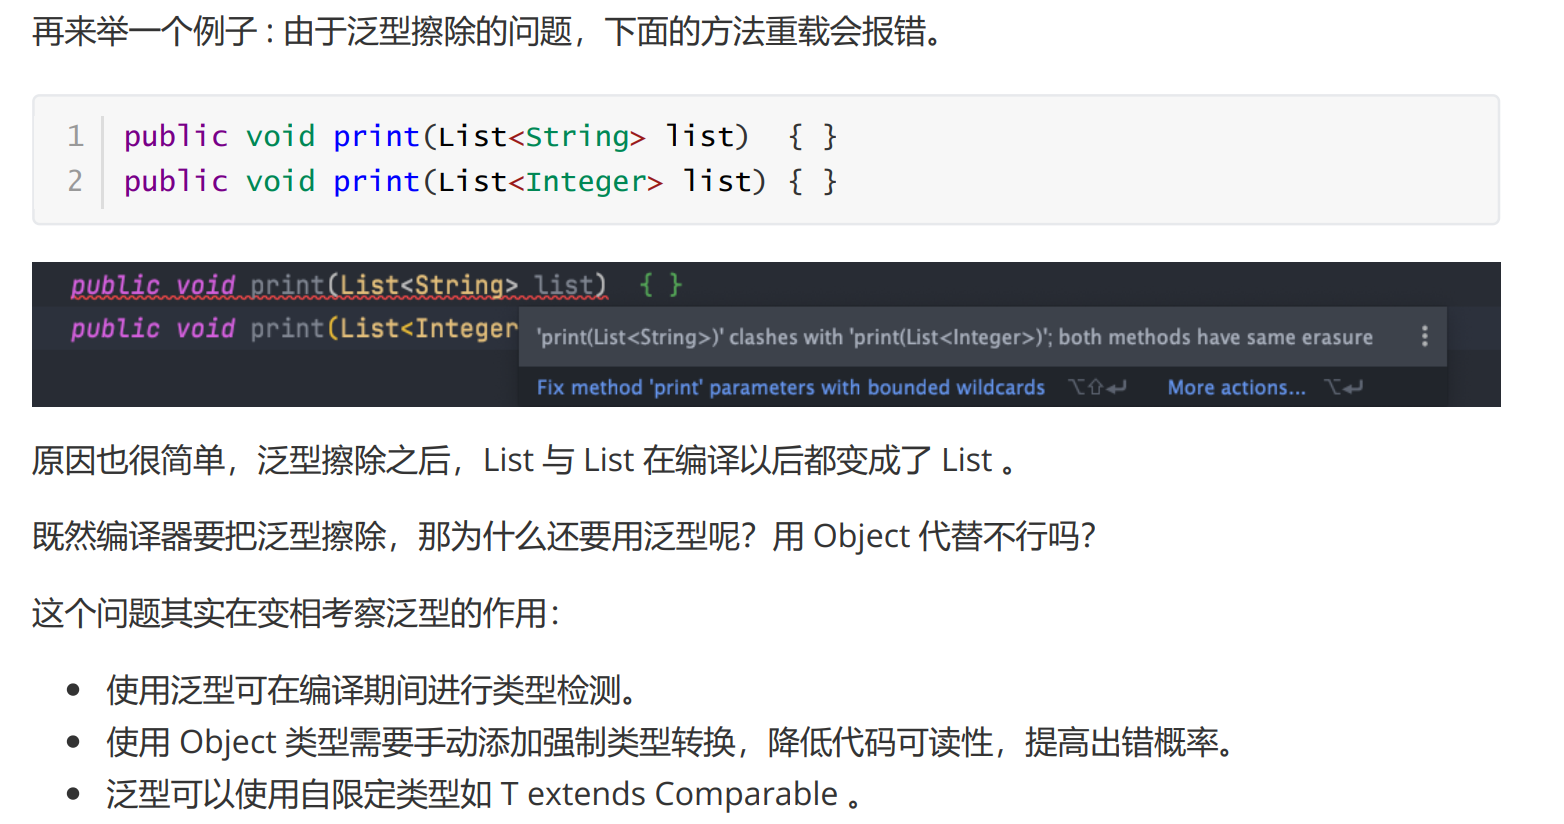 再来举一个例子 : 由于泛型擦除的问题，下面的方法重载会报错。
1 public void print(List<String> list)  { }
2 public void print(List<Integer> list) { }
public void print(List<String> list)  { }
public void print(List<Integer
'print(List<String>)' clashes with 'print(List<Integer>)'; both methods have same erasure
Fix method 'print' parameters with bounded wildcards ⌥⇧↵ More actions... ⌥↵
原因也很简单，泛型擦除之后，List 与 List 在编译以后都变成了 List 。
既然编译器要把泛型擦除，那为什么还要用泛型呢？用 Object 代替不行吗？
这个问题其实在变相考察泛型的作用：
• 使用泛型可在编译期间进行类型检测。
• 使用 Object 类型需要手动添加强制类型转换，降低代码可读性，提高出错概率。
• 泛型可以使用自限定类型如 T extends Comparable 。